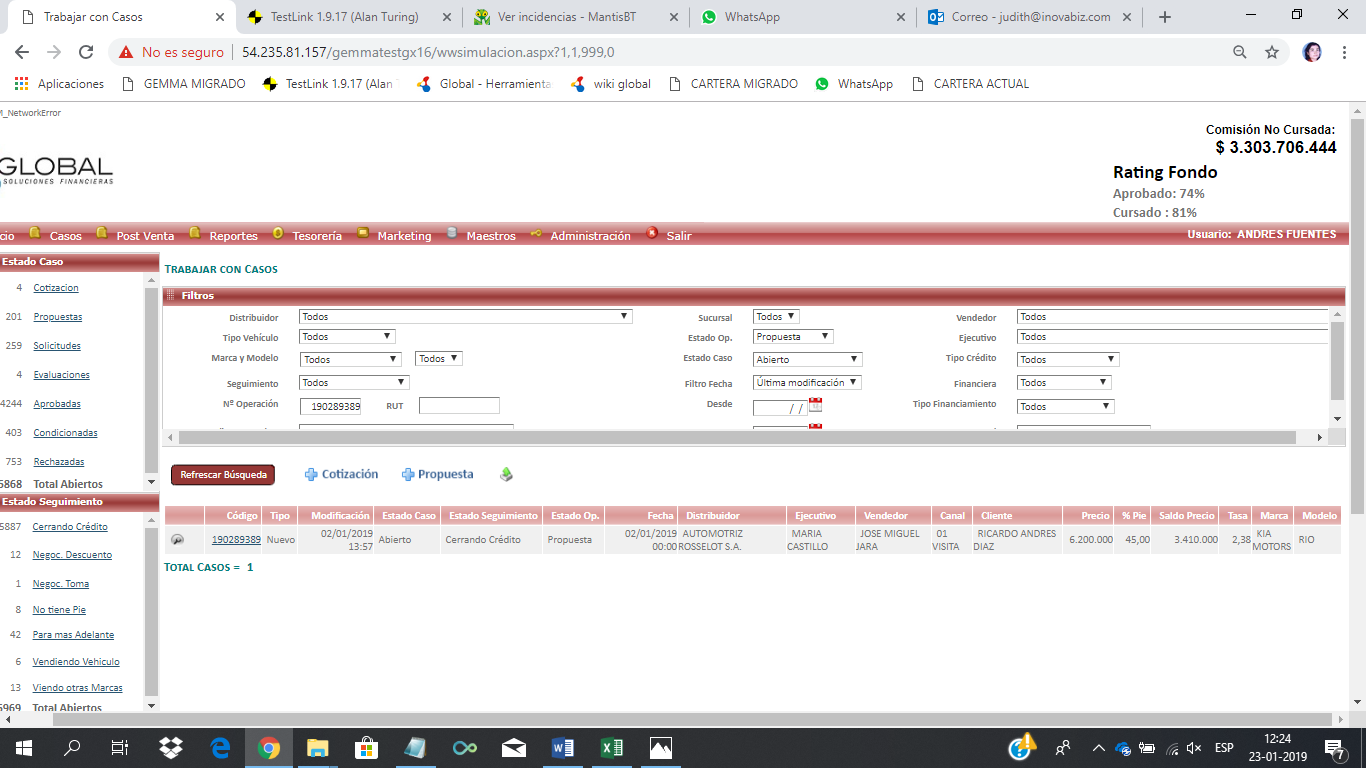 Trabajar con Casos
TestLink 1.9.17 (Alan Turing)
Ver incidencias - MantisBT
WhatsApp
Correo - judith@inovabiz.com
No es seguro | 54.235.81.157/gemmatestgx16/wwsimulacion.aspx?1,1,999,0
Aplicaciones GEMMA MIGRADO TestLink 1.9.17 (Alan Global - Herramienta wiki global CARTERA MIGRADO WhatsApp CARTERA ACTUAL
_NetworkError
Comisión No Cursada:
$ 3.303.706.444
GLOBAL
SOLUCIONES FINANCIERAS
Rating Fondo
Aprobado: 74%
Cursado : 81%
cio Casos Post Venta Reportes Tesorería Marketing Maestros Administración Salir Usuario: ANDRES FUENTES
Estado Caso
4 Cotizacion
201 Propuestas
259 Solicitudes
4 Evaluaciones
4244 Aprobadas
403 Condicionadas
753 Rechazadas
5868 Total Abiertos
Estado Seguimiento
5887 Cerrando Crédito
12 Negoc. Descuento
1 Negoc. Toma
8 No tiene Pie
42 Para mas Adelante
6 Vendiendo Vehiculo
13 Viendo otras Marcas
5969 Total Abiertos
TRABAJAR CON CASOS
Filtros
Distribuidor Todos Sucursal Todos Vendedor Todos
Tipo Vehículo Todos Estado Op. Propuesta Ejecutivo Todos
Marca y Modelo Todos Todos Estado Caso Abierto Tipo Crédito Todos
Seguimiento Todos Filtro Fecha Última modificación Financiera Todos
Nº Operación 190289389 RUT Desde / / Tipo Financiamiento Todos
Refrescar Búsqueda Cotización Propuesta
Código Tipo Modificación Estado Caso Estado Seguimiento Estado Op. Fecha Distribuidor Ejecutivo Vendedor Canal Cliente Precio % Pie Saldo Precio Tasa Marca Modelo
190289389 Nuevo 02/01/2019 13:57 Abierto Cerrando Crédito Propuesta 02/01/2019 00:00 AUTOMOTRIZ ROSSELOT S.A. MARIA CASTILLO JOSE MIGUEL JARA 01 VISITA RICARDO ANDRES DIAZ 6.200.000 45,00 3.410.000 2,38 KIA MOTORS RIO
TOTAL CASOS = 1
ESP
12:24
23-01-2019
7